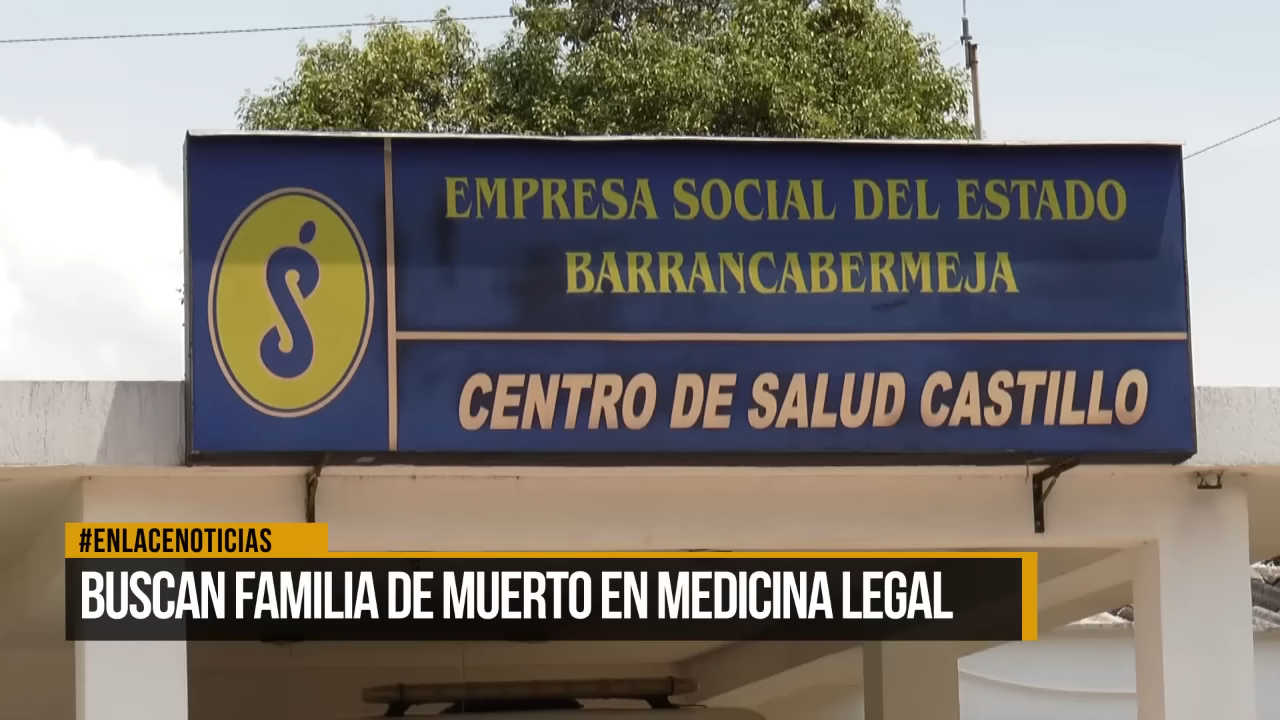 EMPRESA SOCIAL DEL ESTADO
BARRANCABERMEJA
CENTRO DE SALUD CASTILLO
#ENLACENOTICIAS
BUSCAN FAMILIA DE MUERTO EN MEDICINA LEGAL